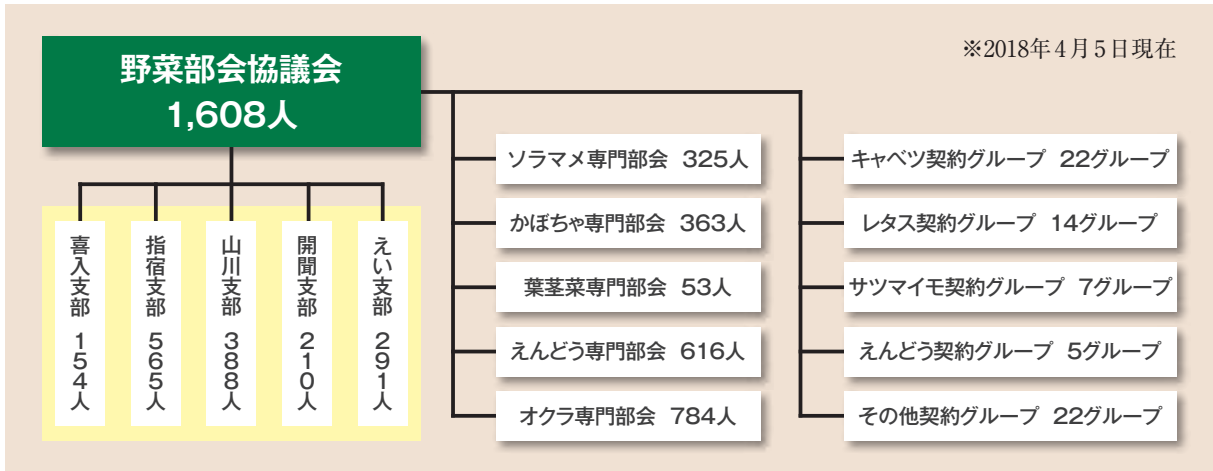 ※2018年4月5日現在
野菜部会協議会
1,608人
喜入支部 154人
指宿支部 565人
山川支部 388人
開聞支部 210人
えい支部 291人
ソラマメ専門部会 325人
かぼちゃ専門部会 363人
葉茎菜専門部会 53人
えんどう専門部会 616人
オクラ専門部会 784人
キャベツ契約グループ 22グループ
レタス契約グループ 14グループ
サツマイモ契約グループ 7グループ
えんどう契約グループ 5グループ
その他契約グループ 22グループ